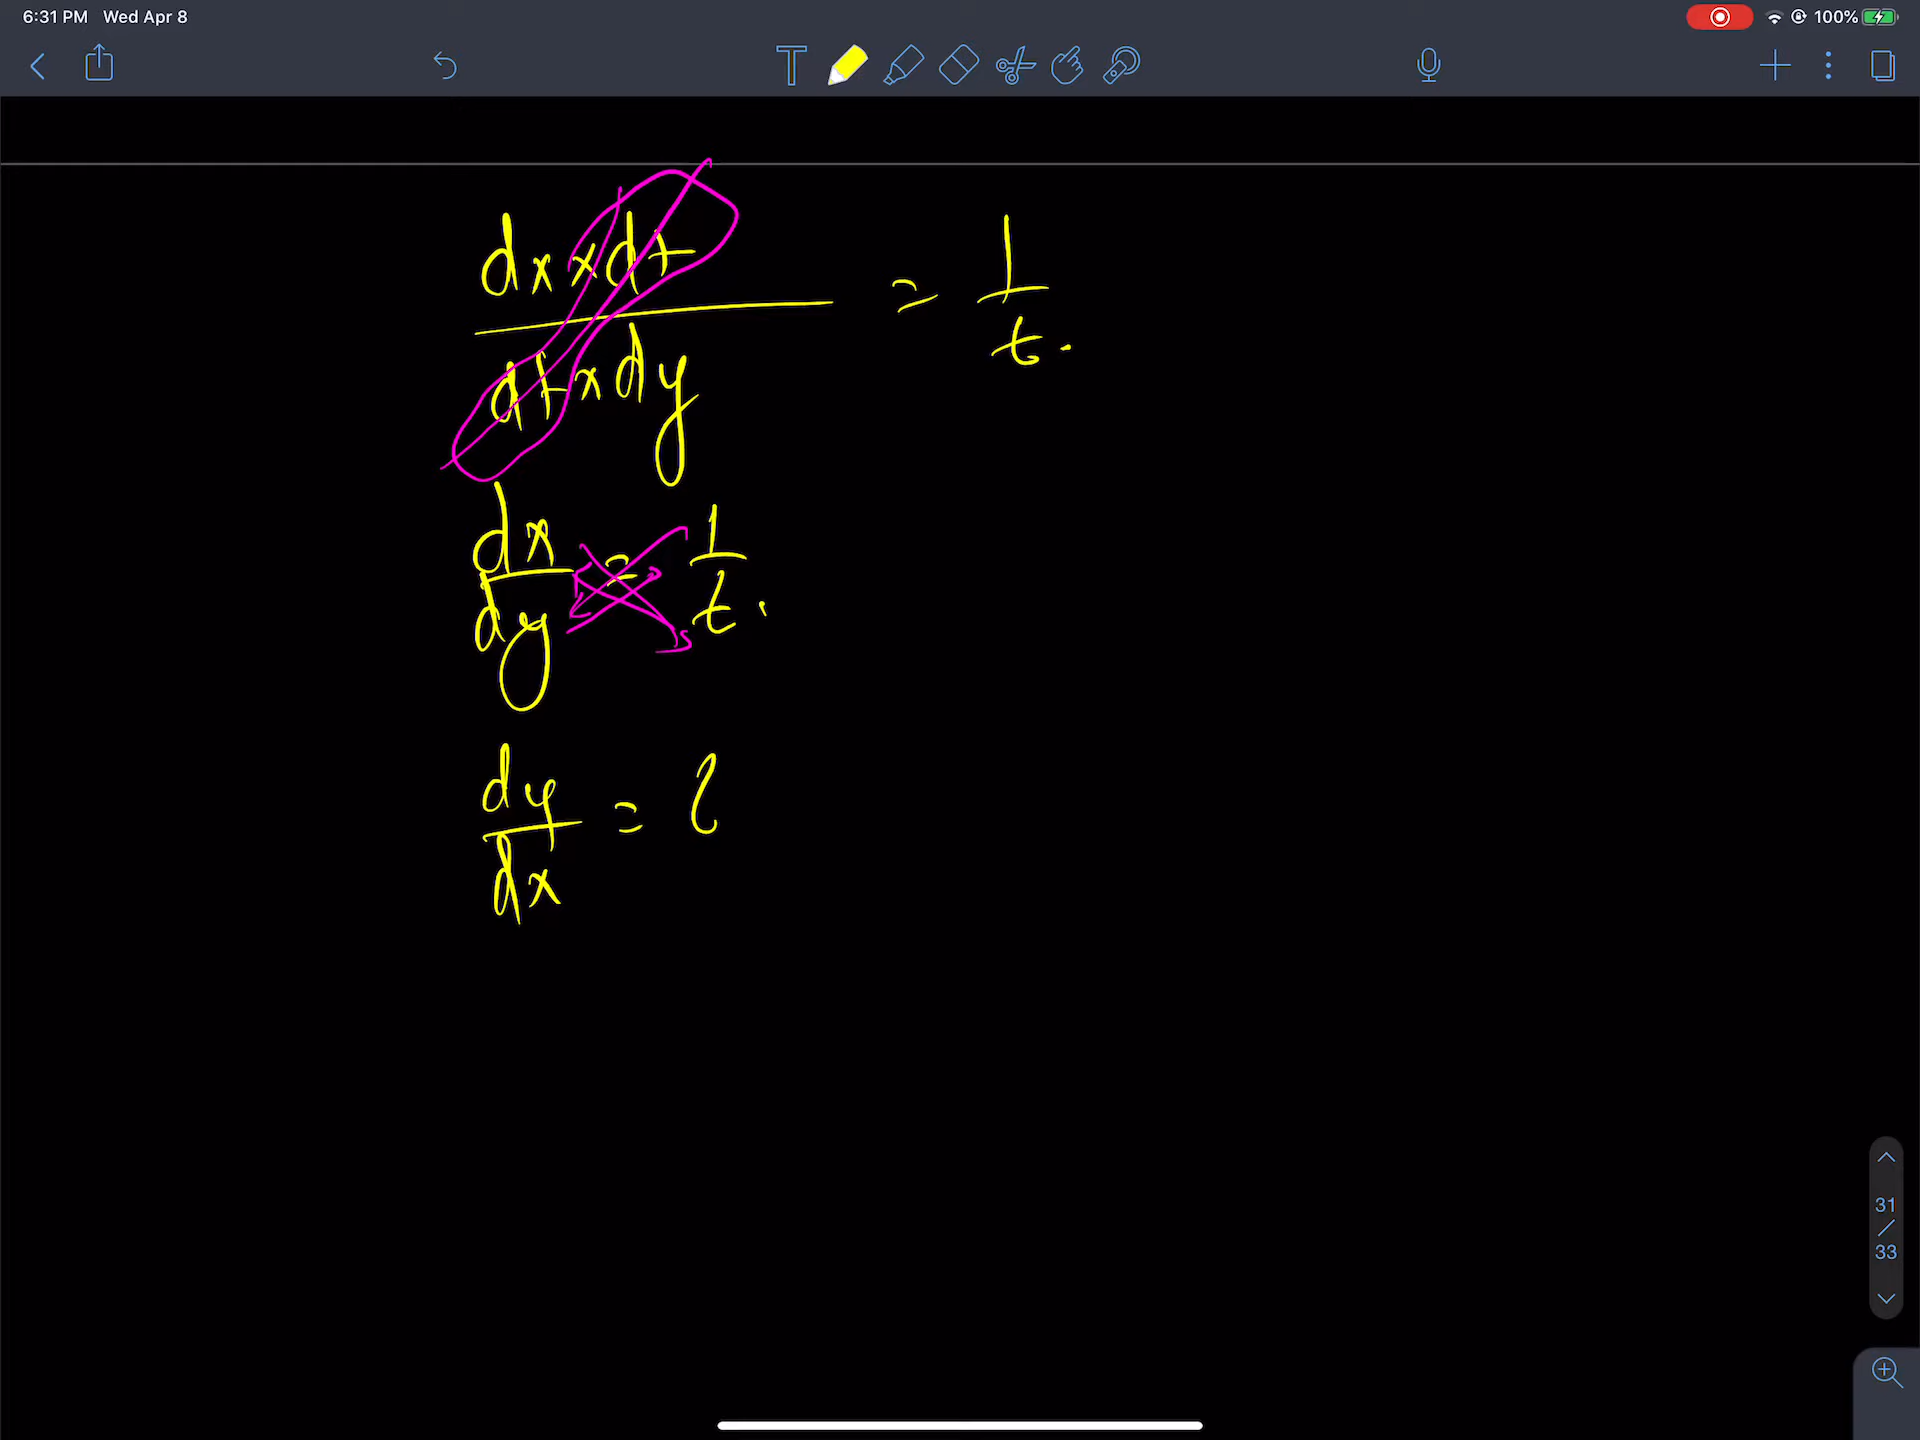 6:31 PM Wed Apr 8
100%
dx x dt
dt x dy
= 1
t.
dx
dy
= 1
t.
dy
dx
=
31
/
33